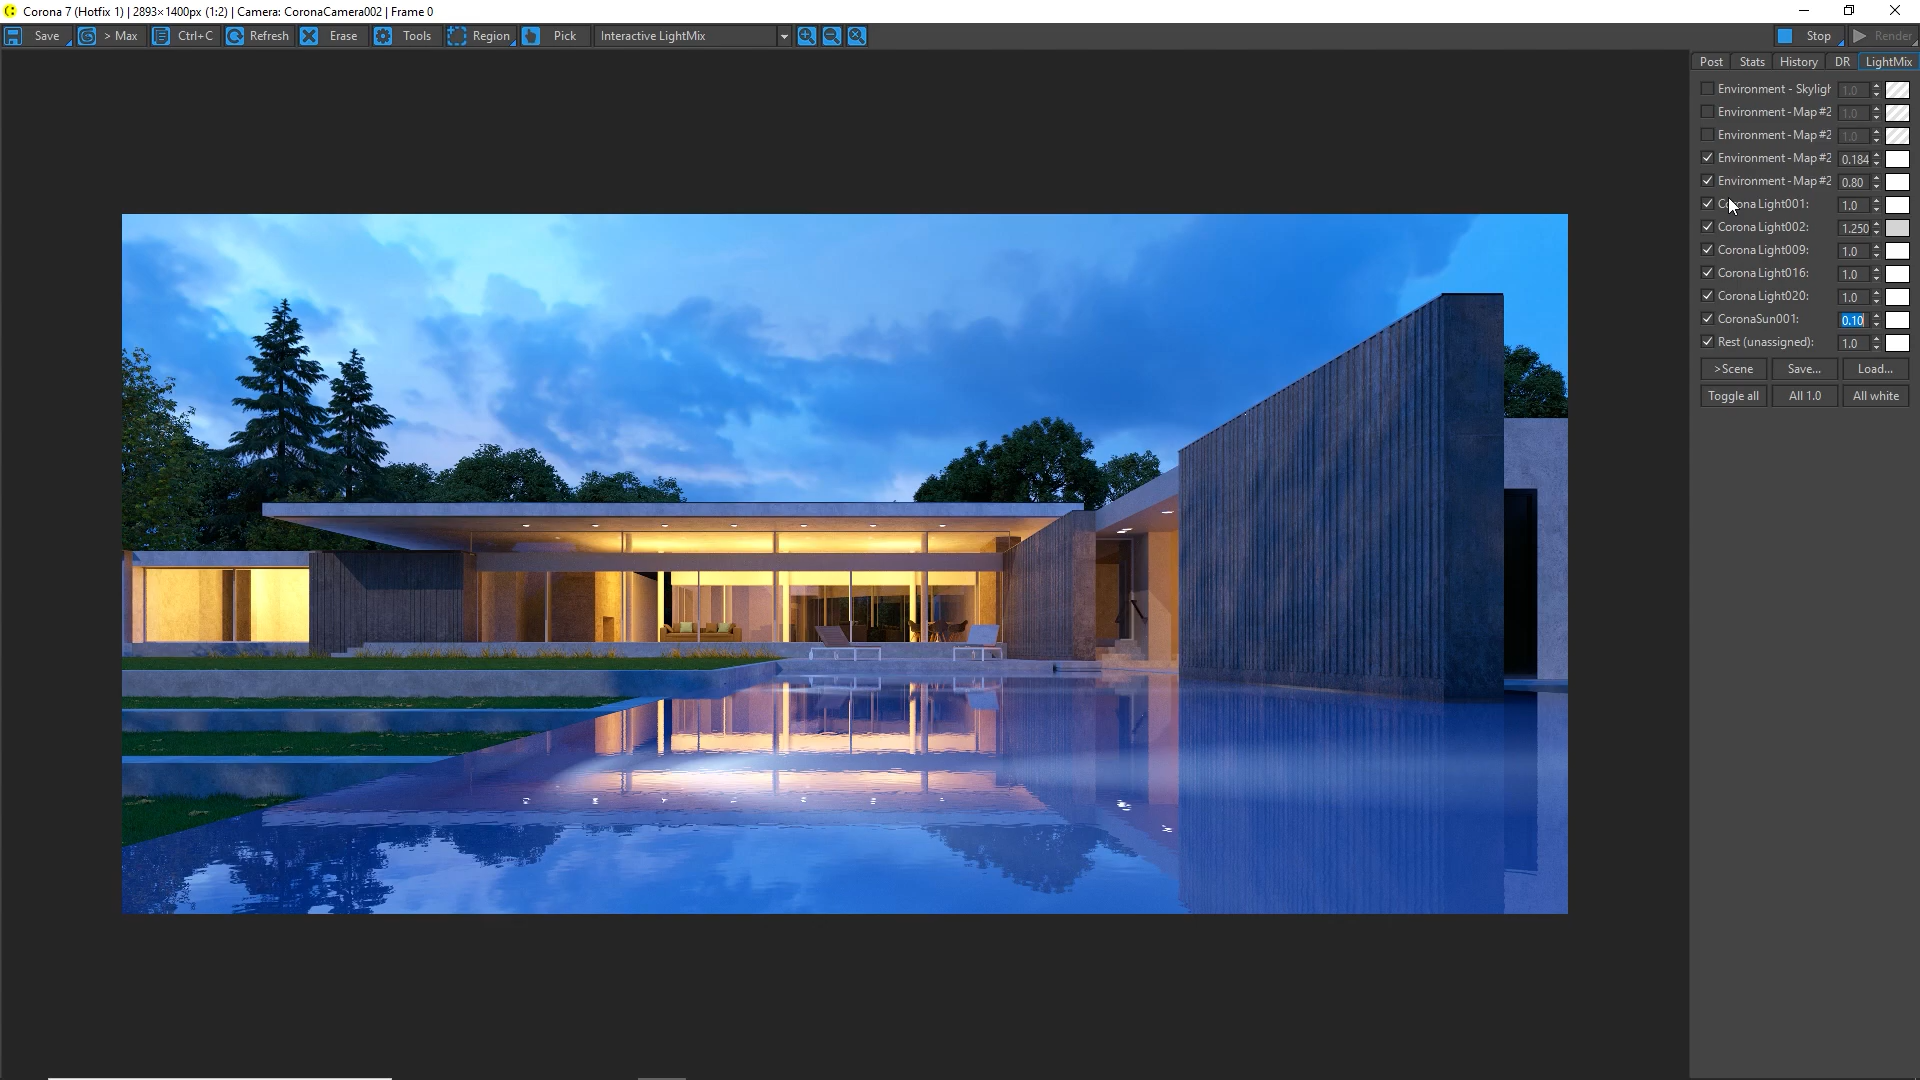 Corona 7 (Hotfix 1) | 2893×1400px (1:2) | Camera: CoronaCamera002 | Frame 0
Save > Max Ctrl+C Refresh Erase Tools Region Pick Interactive LightMix Stop Render
Post Stats History DR LightMix
Environment - Skyligh 1.0
Environment - Map #2 1.0
Environment - Map #2 1.0
Environment - Map #2 0.184
Environment - Map #2 0.80
Corona Light001: 1.0
Corona Light002: 1.250
Corona Light009: 1.0
Corona Light016: 1.0
Corona Light020: 1.0
CoronaSun001: 0.10
Rest (unassigned): 1.0
>Scene Save... Load...
Toggle all All 1.0 All white